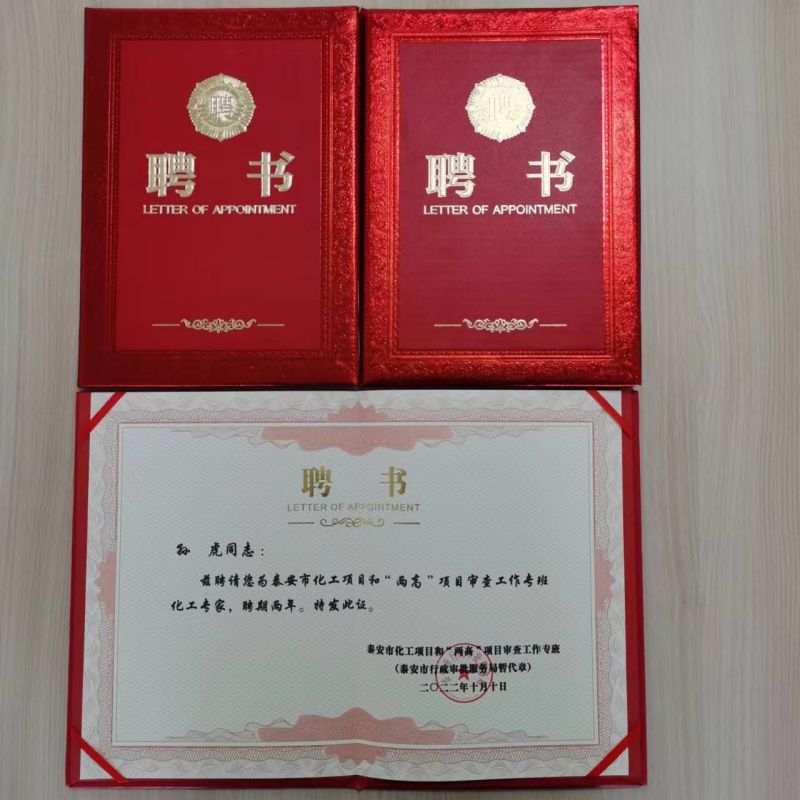 聘
聘书
LETTER OF APPOINTMENT
聘
聘书
LETTER OF APPOINTMENT
聘书
LETTER OF APPOINTMENT
孙 虎同志：
兹聘请您为泰安市化工项目和“两高”项目审查工作专班
化工专家，聘期两年。特发此证。
泰安市化工项目和“两高”项目审查工作专班
（泰安市行政审批服务局暂代章）
二〇二二年十月十日